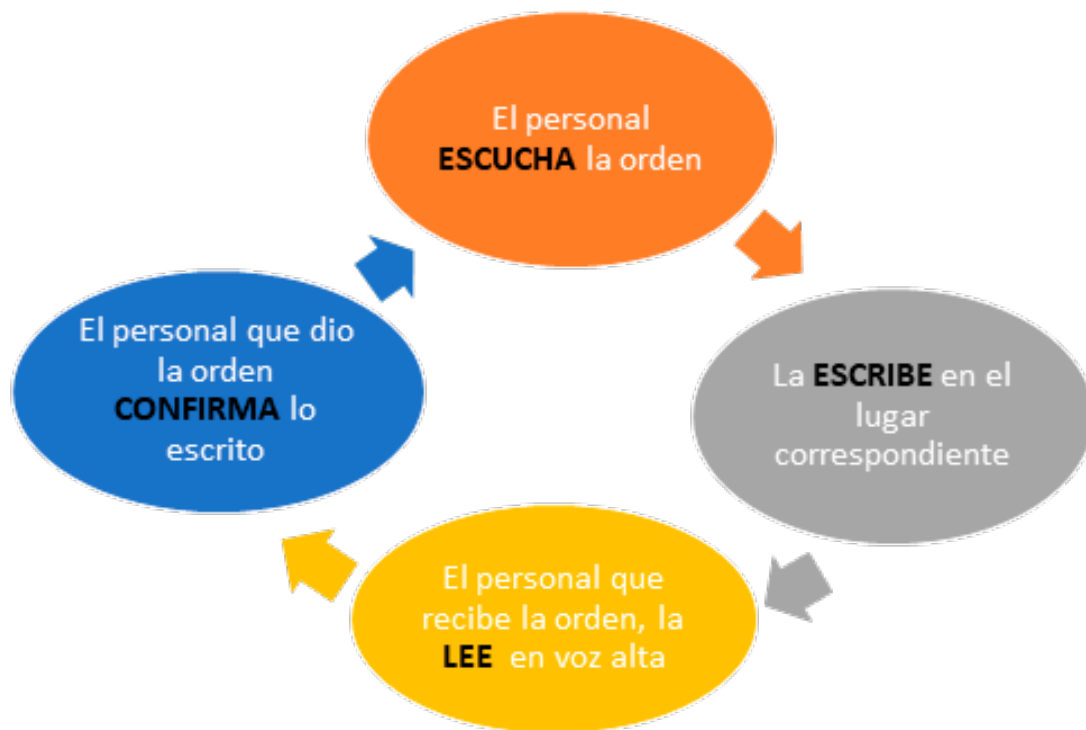 El personal
ESCUCHA la orden
La ESCRIBE en el
lugar
correspondiente
El personal que
recibe la orden, la
LEE en voz alta
El personal que dio
la orden
CONFIRMA lo
escrito